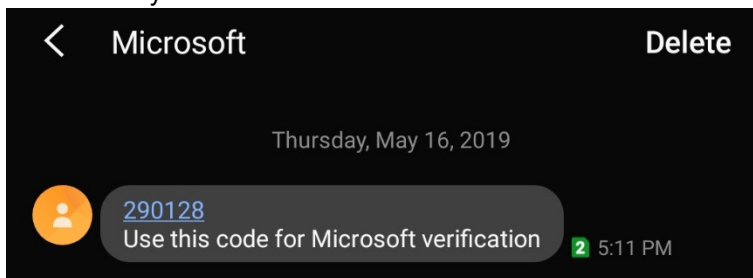 Microsoft Delete
Thursday, May 16, 2019
290128
Use this code for Microsoft verification
2 5:11 PM